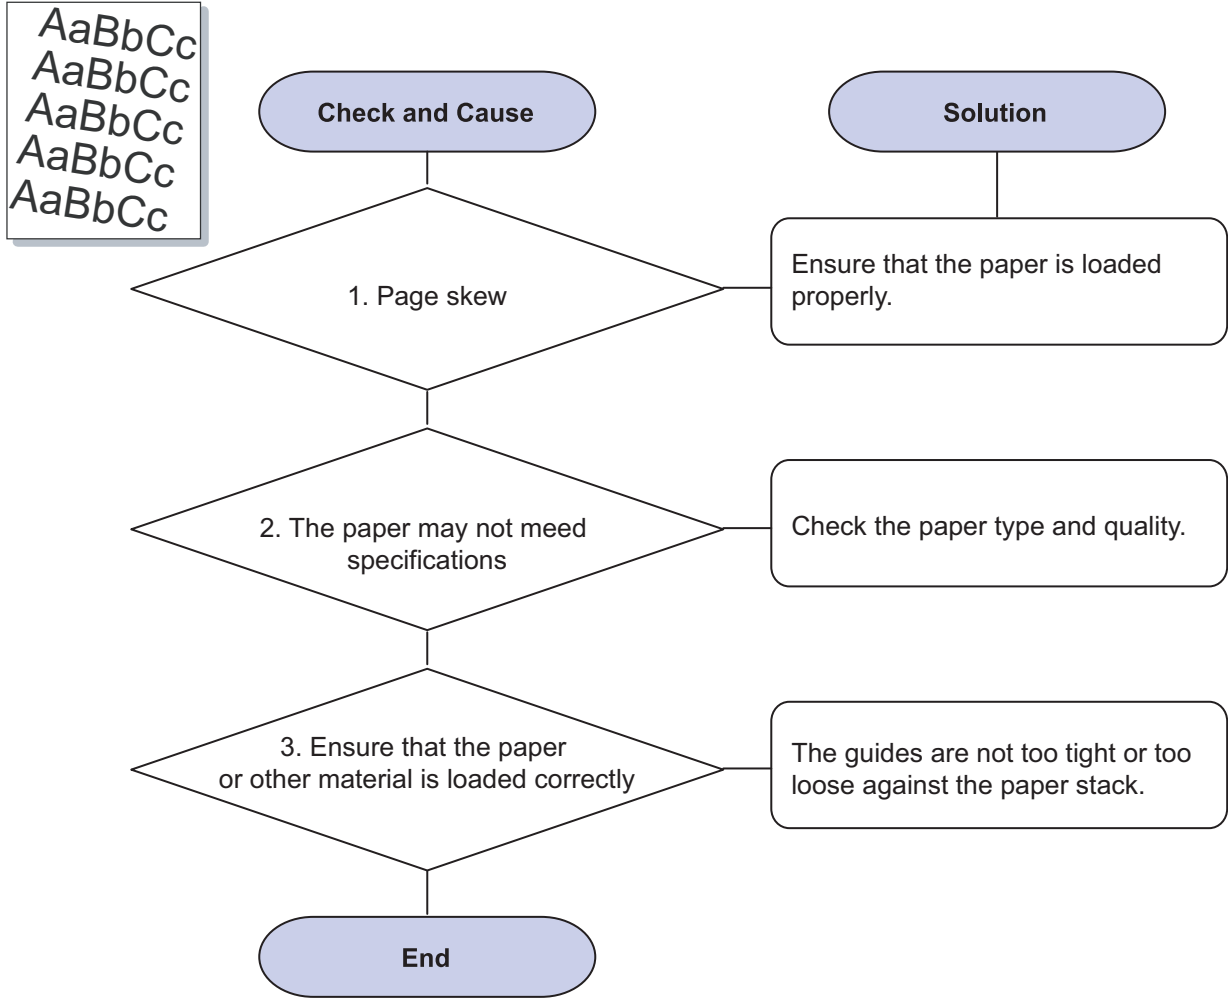 AaBbCc
AaBbCc
AaBbCc
AaBbCc
AaBbCc
Check and Cause
Solution
1. Page skew
Ensure that the paper is loaded
properly.
2. The paper may not meed
specifications
Check the paper type and quality.
3. Ensure that the paper
or other material is loaded correctly
The guides are not too tight or too
loose against the paper stack.
End